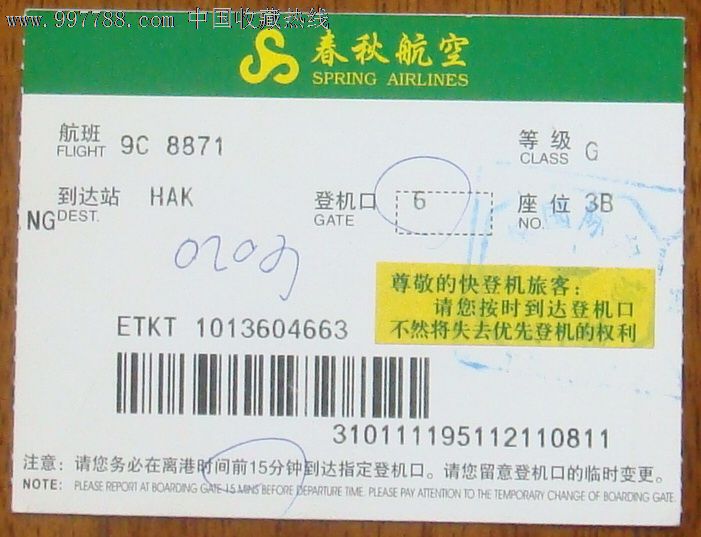 www.997788.com 中国收藏热线
春秋航空
SPRING AIRLINES
航班
FLIGHT 9C 8871
等级
CLASS G
到达站
DEST. HAK
登机口
GATE 6
座位
NO. 3B
NG
尊敬的快登机旅客:
请您按时到达登机口
不然将失去优先登机的权利
ETKT 1013604663
310111195112110811
注意: 请您务必在离港时间前15分钟到达指定登机口。请您留意登机口的临时变更。
NOTE: PLEASE REPORT AT BOARDING GATE 15 MINS BEFORE DEPARTURE TIME. PLEASE PAY ATTENTION TO THE TEMPORARY CHANGE OF BOARDING GATE.